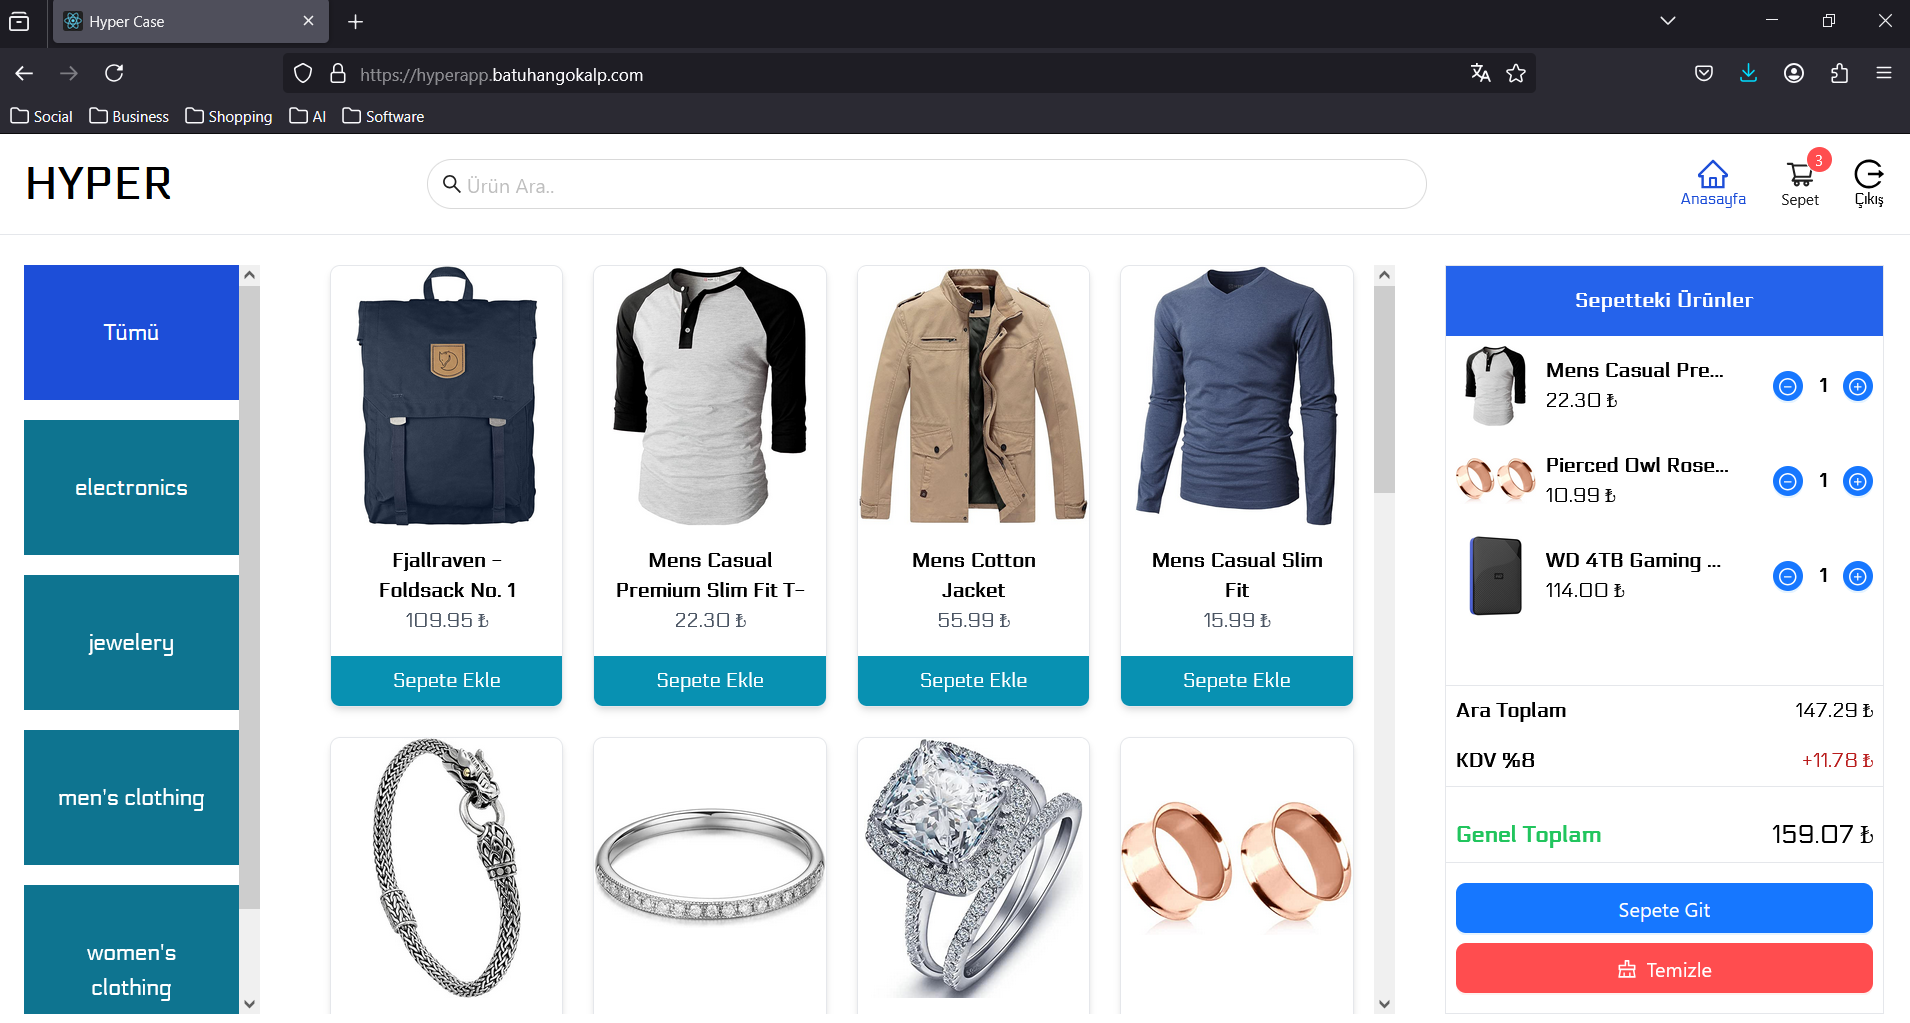 Hyper Case
https://hyperapp.batuhangokalp.com
Social Business Shopping AI Software
HYPER
Ürün Ara..
Anasayfa
3
Sepet
Çıkış
Tümü
electronics
jewelery
men's clothing
women's
clothing
Fjallraven -
Foldsack No. 1
109.95 ₺
Sepete Ekle
Mens Casual
Premium Slim Fit T-
22.30 ₺
Sepete Ekle
Mens Cotton
Jacket
55.99 ₺
Sepete Ekle
Mens Casual Slim
Fit
15.99 ₺
Sepete Ekle
Sepetteki Ürünler
Mens Casual Pre...
22.30 ₺
1
Pierced Owl Rose...
10.99 ₺
1
WD 4TB Gaming ...
114.00 ₺
1
Ara Toplam 147.29 ₺
KDV %8 +11.78 ₺
Genel Toplam 159.07 ₺
Sepete Git
Temizle